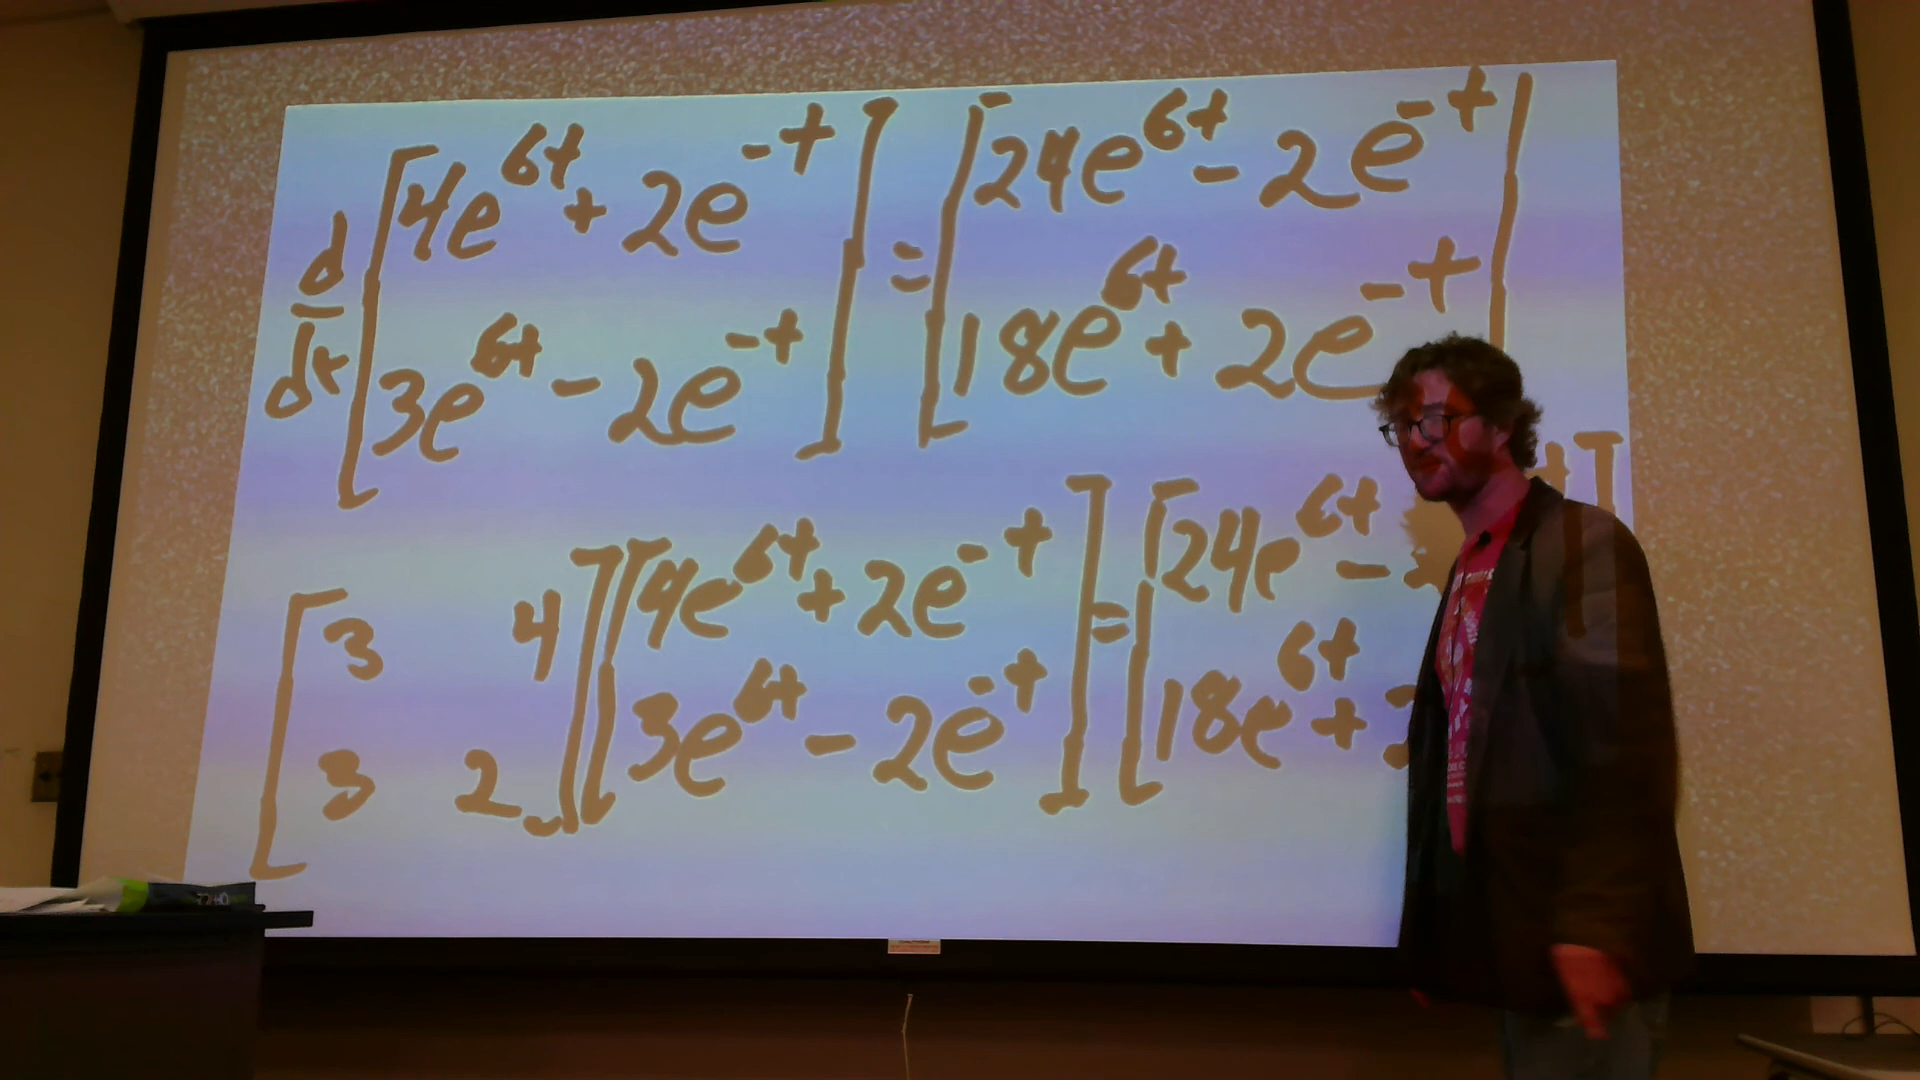 d/dt [4e^6t + 2e^-t] = [24e^6t - 2e^-t]
[3e^6t - 2e^-t] [18e^6t + 2e^-t]
[3 4] [4e^6t + 2e^-t] = [24e^6t -
[3 2] [3e^6t - 2e^-t] [18e^6t +